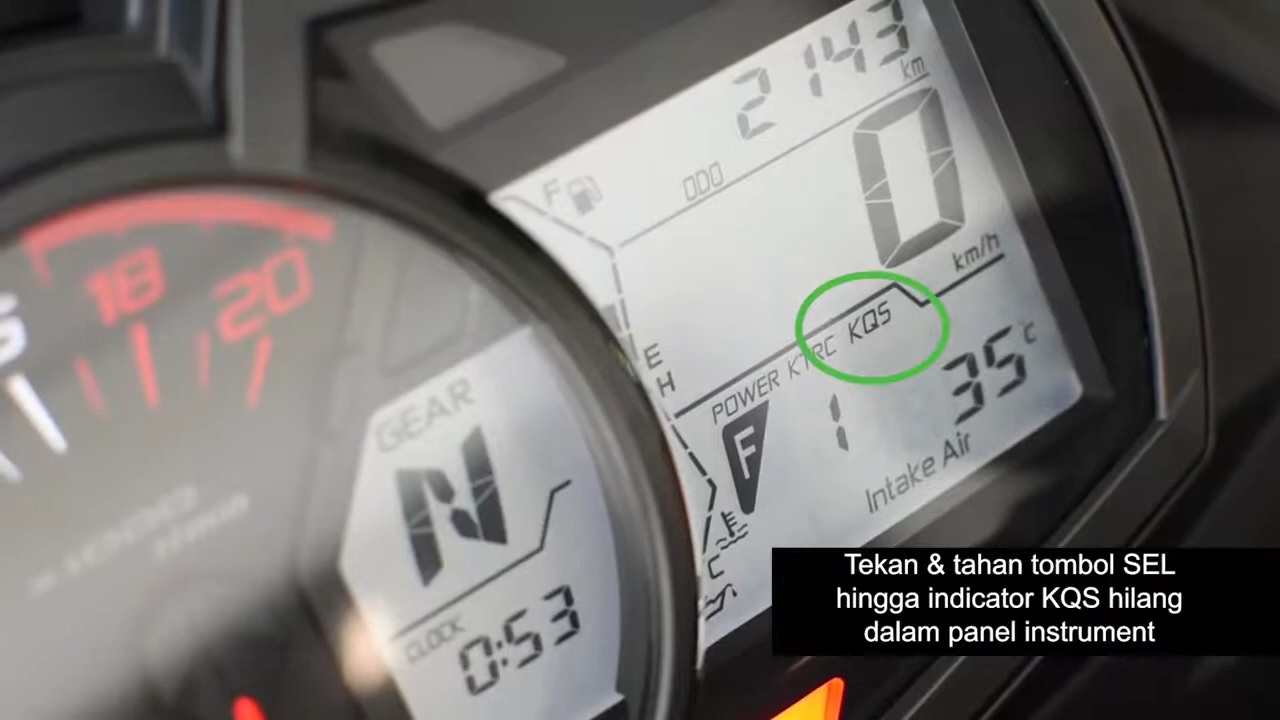 2143
km
ODO
F
0
km/h
E
H
POWER KTRC KQS
F
1
35 °C
Intake Air
C
18
20
GEAR
N
CLOCK
0:53
Tekan & tahan tombol SEL
hingga indicator KQS hilang
dalam panel instrument